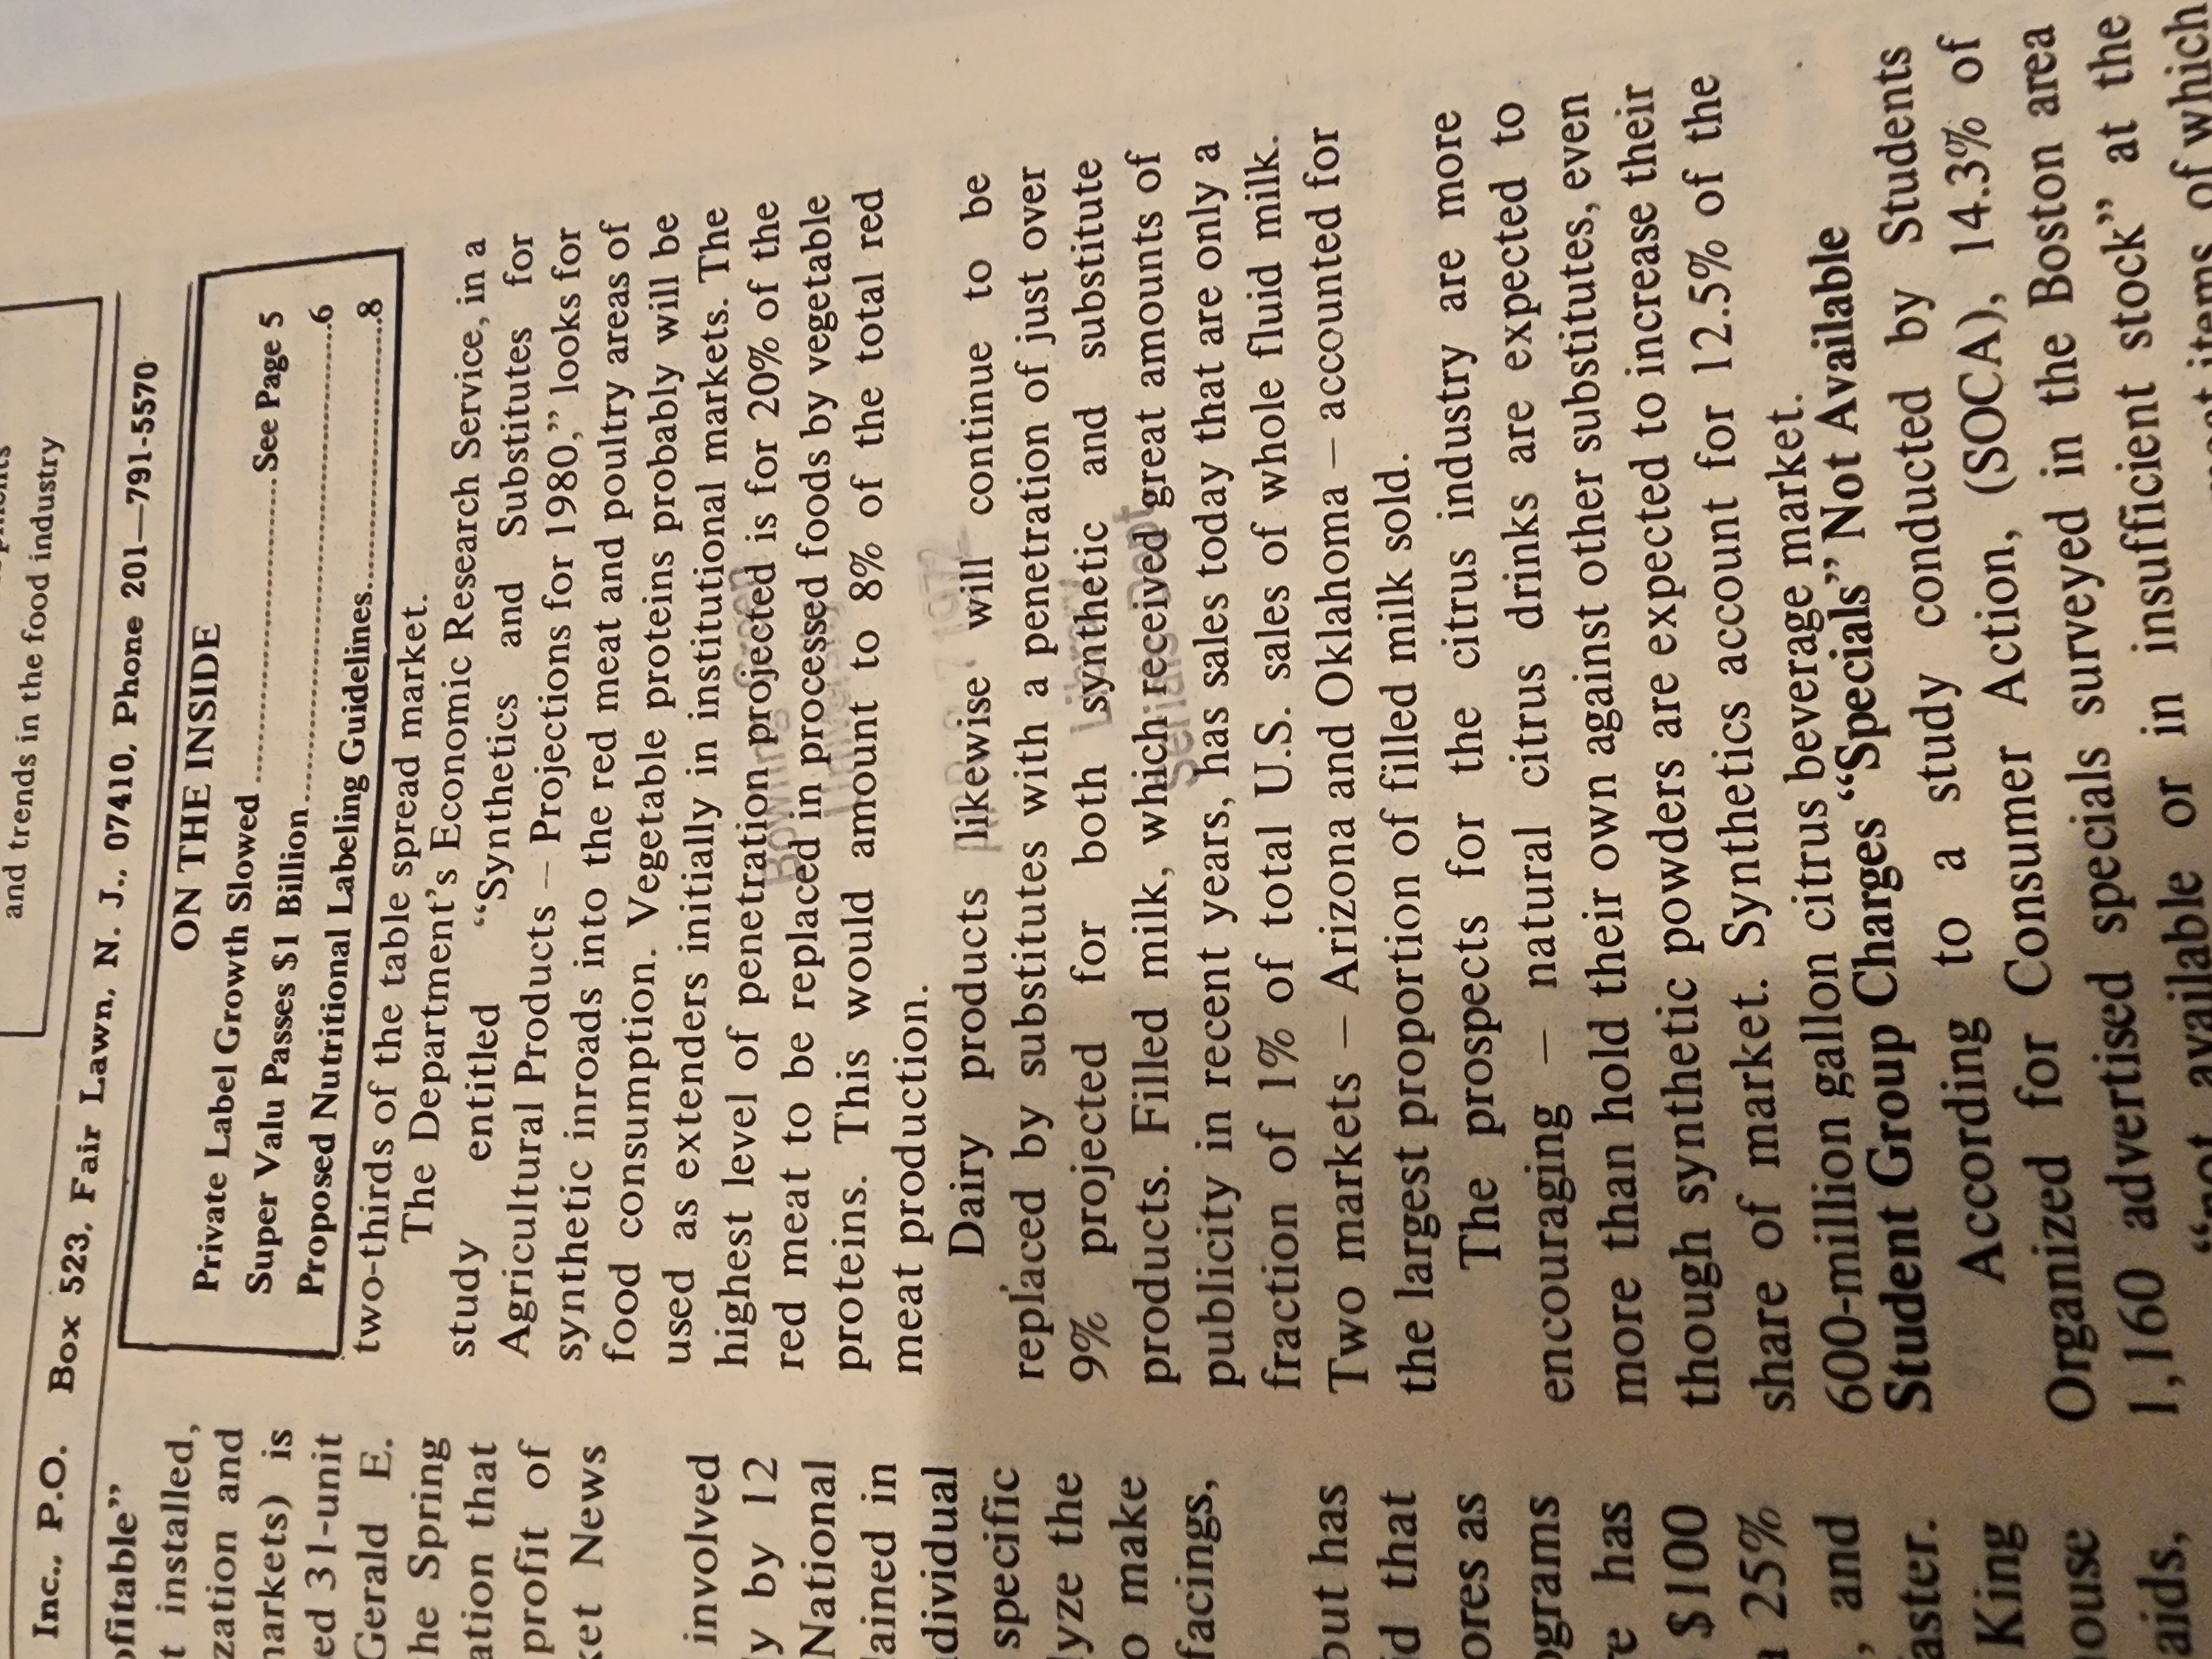 and trends in the food industry
Inc., P.O. Box 523, Fair Lawn, N. J., 07410, Phone 201—791-5570
ON THE INSIDE
Private Label Growth Slowed ........................ See Page 5
Super Valu Passes $1 Billion ................................................6
Proposed Nutritional Labeling Guidelines..............................8
two-thirds of the table spread market.
The Department's Economic Research Service, in a
study entitled “Synthetics and Substitutes for
Agricultural Products — Projections for 1980,” looks for
synthetic inroads into the red meat and poultry areas of
food consumption. Vegetable proteins probably will be
used as extenders initially in institutional markets. The
highest level of penetration projected is for 20% of the
red meat to be replaced in processed foods by vegetable
proteins. This would amount to 8% of the total red
meat production.
Dairy products likewise will continue to be
replaced by substitutes with a penetration of just over
9% projected for both synthetic and substitute
products. Filled milk, which received great amounts of
publicity in recent years, has sales today that are only a
fraction of 1% of total U.S. sales of whole fluid milk.
Two markets — Arizona and Oklahoma — accounted for
the largest proportion of filled milk sold.
The prospects for the citrus industry are more
encouraging — natural citrus drinks are expected to
more than hold their own against other substitutes, even
though synthetic powders are expected to increase their
share of market. Synthetics account for 12.5% of the
600-million gallon citrus beverage market.
Student Group Charges “Specials” Not Available
According to a study conducted by Students
Organized for Consumer Action, (SOCA), 14.3% of
1,160 advertised specials surveyed in the Boston area
“not available or in insufficient stock” at the
items of which
ofitable”
t installed,
zation and
narkets) is
ed 31-unit
Gerald E.
he Spring
ation that
profit of
ket News
involved
y by 12
National
lained in
dividual
specific
lyze the
o make
facings,
but has
id that
ores as
ograms
re has
$100
25%
, and
aster.
King
nouse
aids,